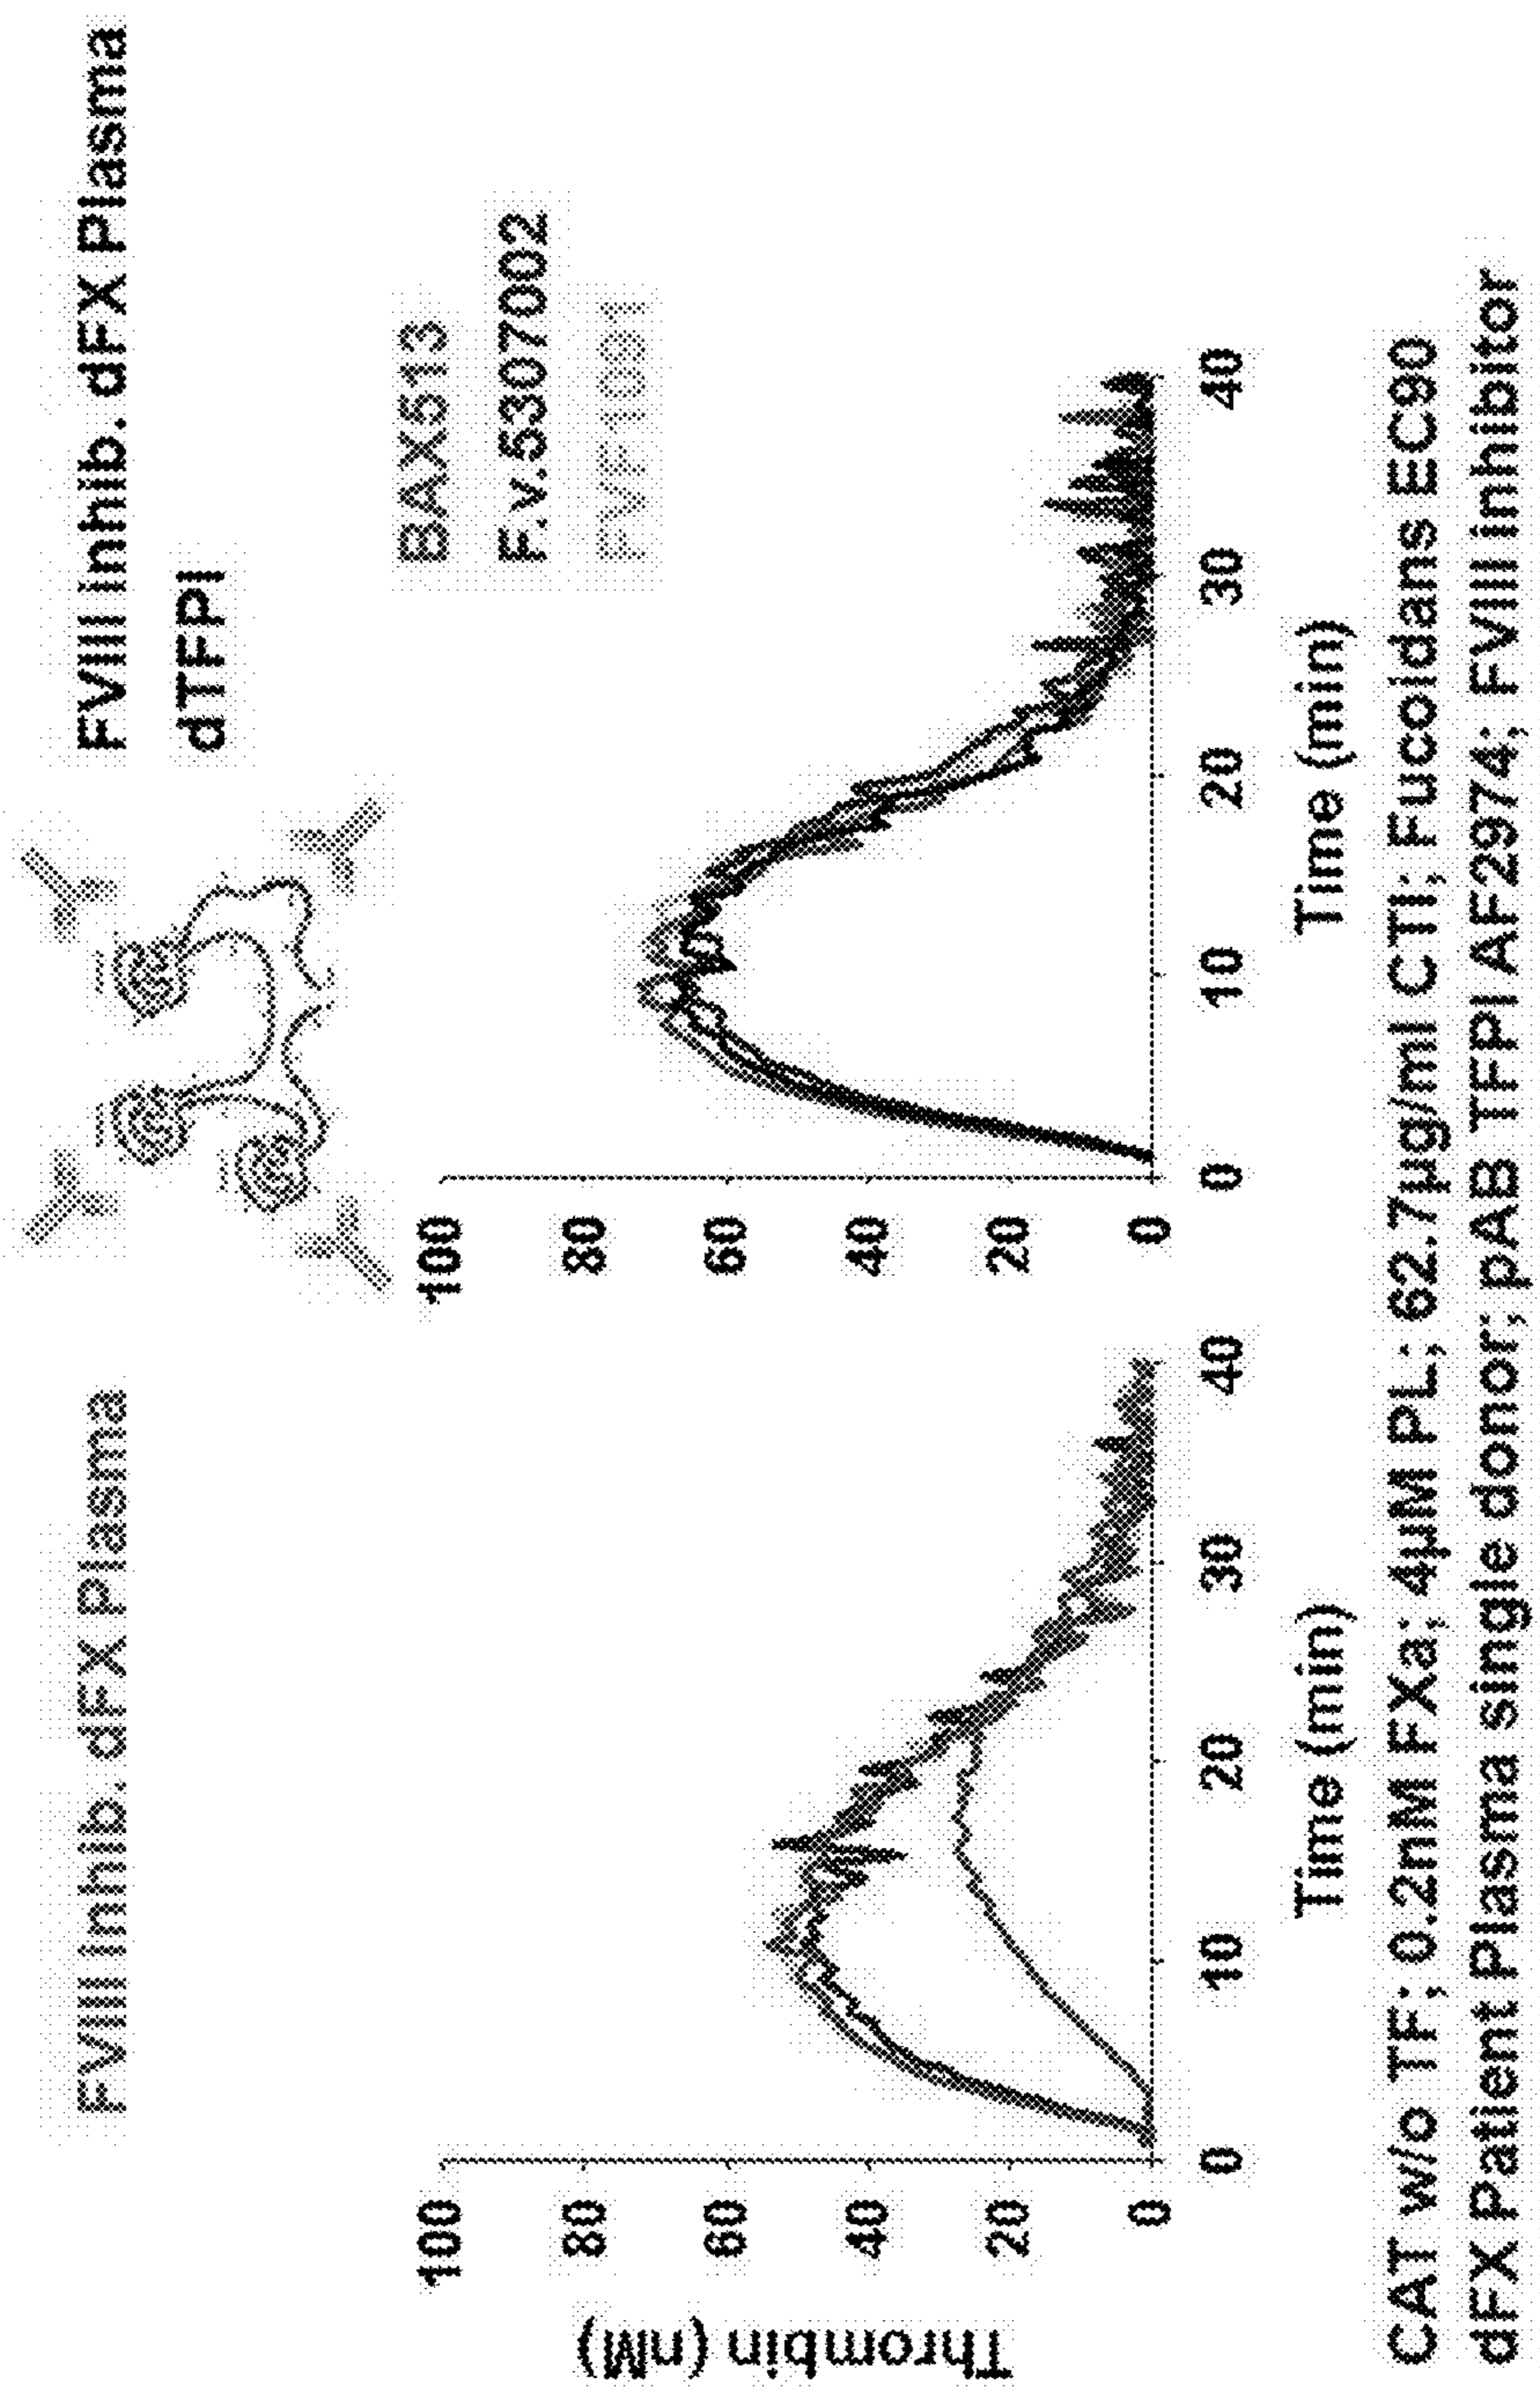 FVIII inhib. dFX Plasma
FVIII inhib. dFX Plasma
dTFPI
BAX513
F.v.5307002
FVF1091
Thrombin (nM)
100
80
60
40
20
0
0 10 20 30 40
Time (min)
100
80
60
40
20
0
0 10 20 30 40
Time (min)
CAT w/o TF; 0.2nM FXa; 4µM PL; 62.7µg/ml CTI; Fucoidans EC90
dFX Patient Plasma single donor; pAB TFPI AF2974; FVIII inhibitor